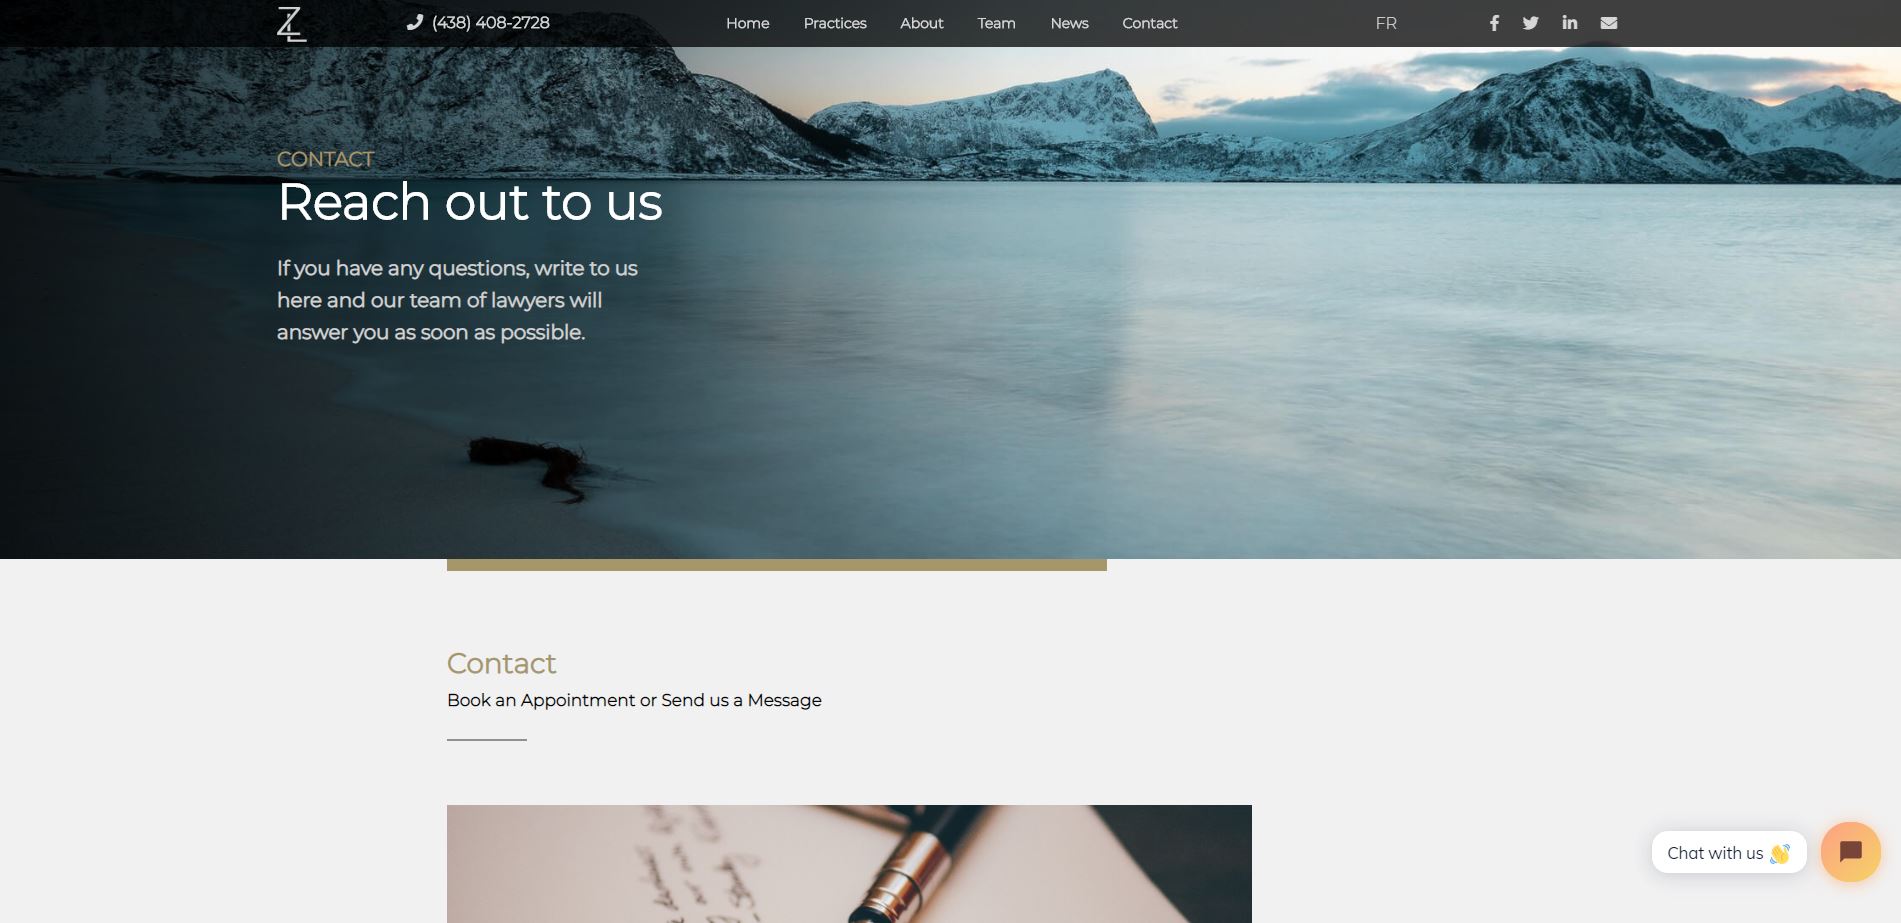 ZL
(438) 408-2728
Home Practices About Team News Contact
FR
CONTACT
Reach out to us
If you have any questions, write to us
here and our team of lawyers will
answer you as soon as possible.
Contact
Book an Appointment or Send us a Message
Chat with us 👋